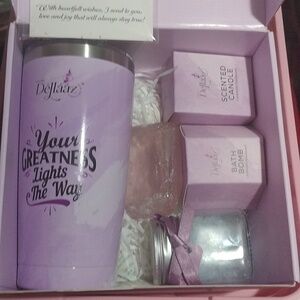 "With heartfelt wishes, I send to you,
love and joy that will always stay true!
Your
GREATNESS
Lights
The Way
SCENTED
CANDLE
BATH
BOMB